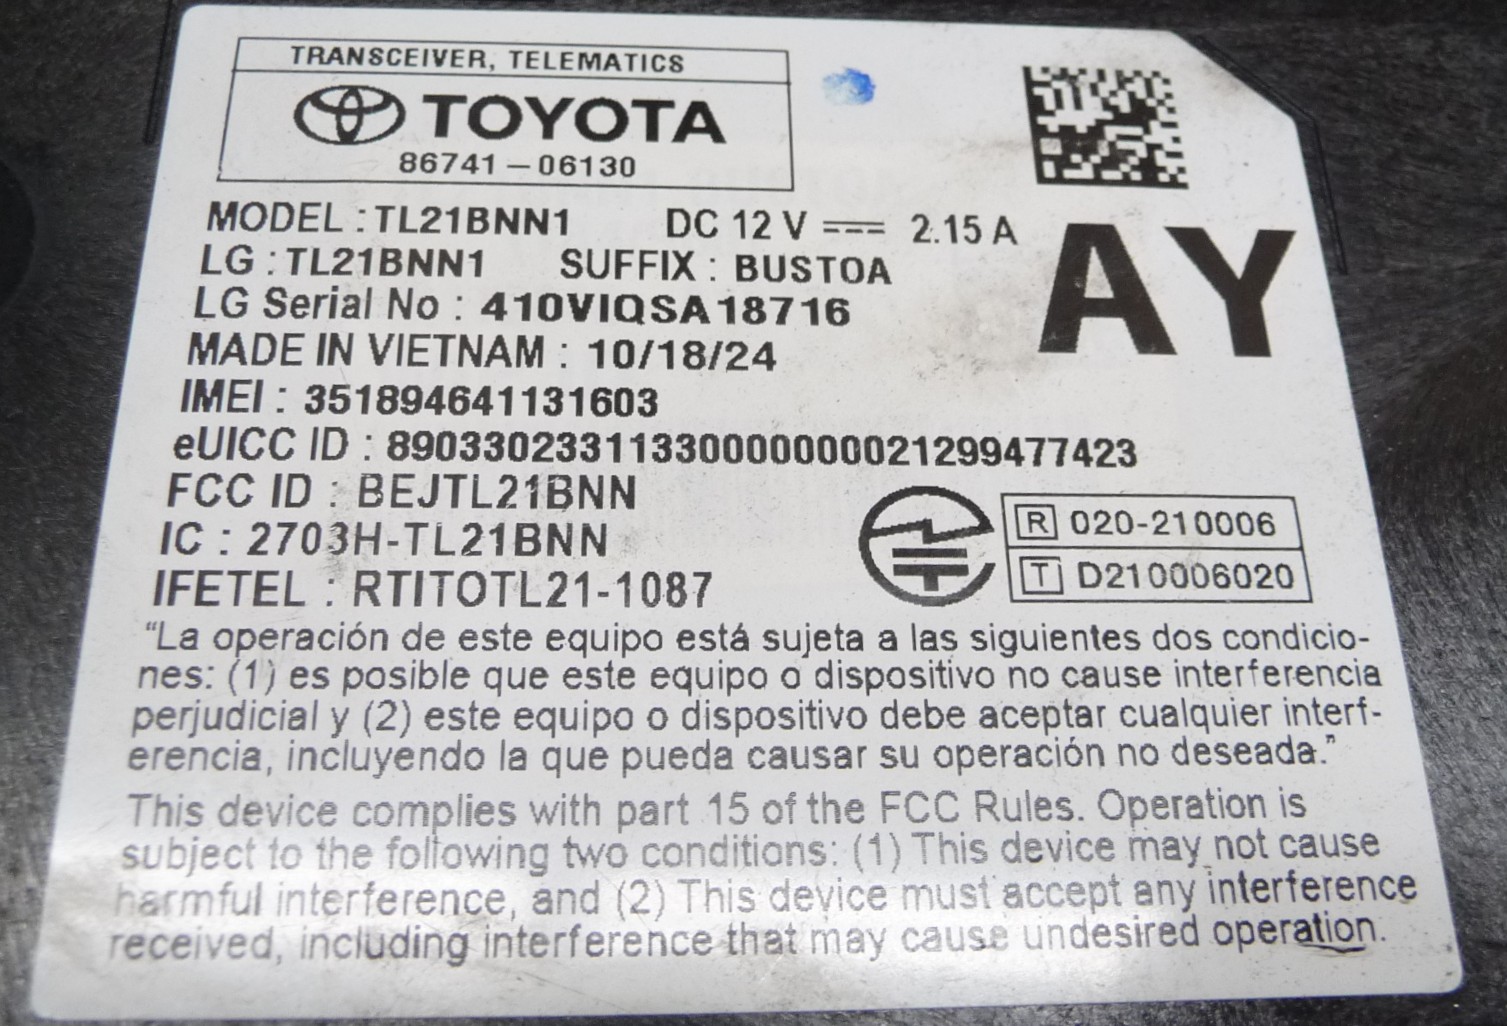 TRANSCEIVER, TELEMATICS
TOYOTA
86741-06130
MODEL : TL21BNN1 DC 12 V ⎓ 2.15 A
LG : TL21BNN1 SUFFIX : BUSTOA
AY
LG Serial No : 410VIQSA18716
MADE IN VIETNAM : 10/18/24
IMEI : 351894641131603
eUICC ID : 89033023311330000000021299477423
FCC ID : BEJTL21BNN
IC : 2703H-TL21BNN
IFETEL : RTITOTL21-1087
R 020-210006
T D210006020
“La operación de este equipo está sujeta a las siguientes dos condicio-
nes: (1) es posible que este equipo o dispositivo no cause interferencia
perjudicial y (2) este equipo o dispositivo debe aceptar cualquier interf-
erencia, incluyendo la que pueda causar su operación no deseada.”
This device complies with part 15 of the FCC Rules. Operation is
subject to the following two conditions: (1) This device may not cause
harmful interference, and (2) This device must accept any interference
received, including interference that may cause undesired operation.